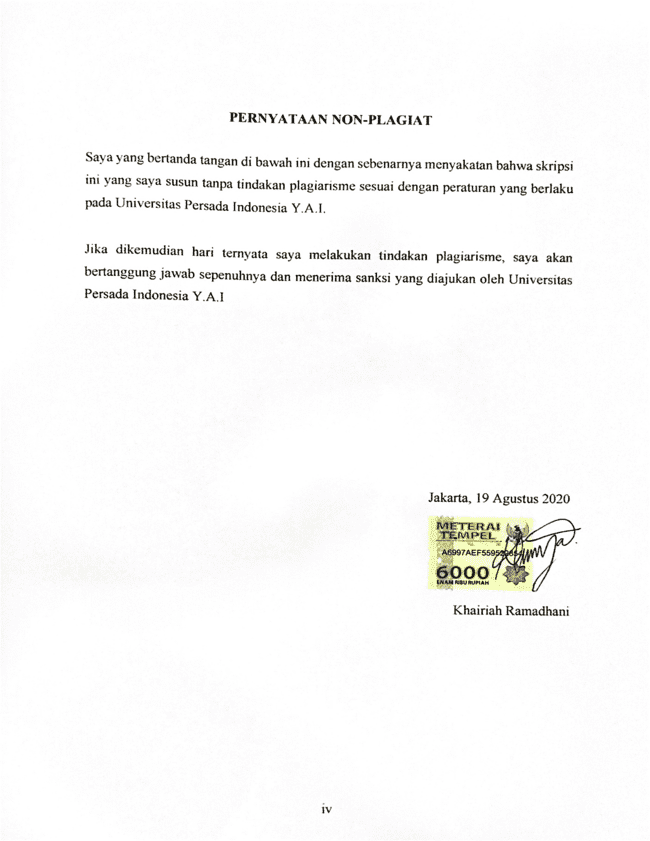 PERNYATAAN NON-PLAGIAT
Saya yang bertanda tangan di bawah ini dengan sebenarnya menyakatan bahwa skripsi
ini yang saya susun tanpa tindakan plagiarisme sesuai dengan peraturan yang berlaku
pada Universitas Persada Indonesia Y.A.I.
Jika dikemudian hari ternyata saya melakukan tindakan plagiarisme, saya akan
bertanggung jawab sepenuhnya dan menerima sanksi yang diajukan oleh Universitas
Persada Indonesia Y.A.I
Jakarta, 19 Agustus 2020
METERAI
TEMPEL
6000
ENAM RIBU RUPIAH
Khairiah Ramadhani
iv